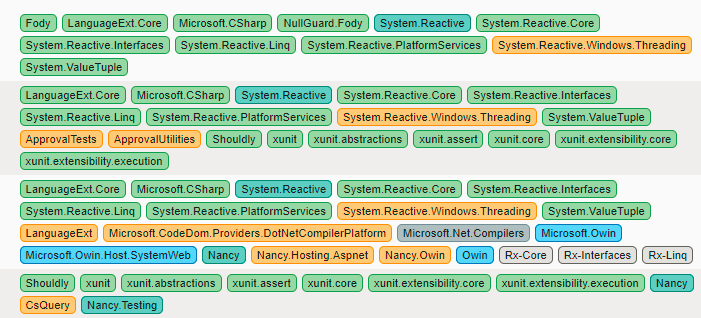 Fody LanguageExt.Core Microsoft.CSharp NullGuard.Fody System.Reactive System.Reactive.Core
System.Reactive.Interfaces System.Reactive.Linq System.Reactive.PlatformServices System.Reactive.Windows.Threading
System.ValueTuple
LanguageExt.Core Microsoft.CSharp System.Reactive System.Reactive.Core System.Reactive.Interfaces
System.Reactive.Linq System.Reactive.PlatformServices System.Reactive.Windows.Threading System.ValueTuple
ApprovalTests ApprovalUtilities Shouldly xunit xunit.abstractions xunit.assert xunit.core xunit.extensibility.core
xunit.extensibility.execution
LanguageExt.Core Microsoft.CSharp System.Reactive System.Reactive.Core System.Reactive.Interfaces
System.Reactive.Linq System.Reactive.PlatformServices System.Reactive.Windows.Threading System.ValueTuple
LanguageExt Microsoft.CodeDom.Providers.DotNetCompilerPlatform Microsoft.Net.Compilers Microsoft.Owin
Microsoft.Owin.Host.SystemWeb Nancy Nancy.Hosting.Aspnet Nancy.Owin Owin Rx-Core Rx-Interfaces Rx-Linq
Shouldly xunit xunit.abstractions xunit.assert xunit.core xunit.extensibility.core xunit.extensibility.execution Nancy
CsQuery Nancy.Testing